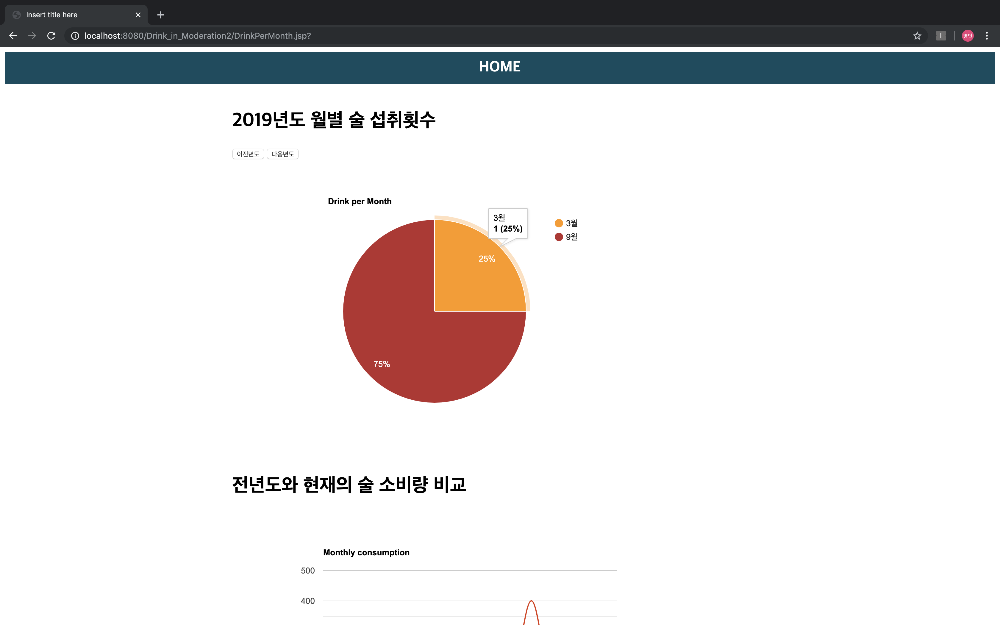 Insert title here
localhost:8080/Drink_in_Moderation2/DrinkPerMonth.jsp?
영단
HOME
2019년도 월별 술 섭취횟수
이전년도 다음년도
Drink per Month
3월
1 (25%)
3월
9월
25%
75%
전년도와 현재의 술 소비량 비교
Monthly consumption
500
400